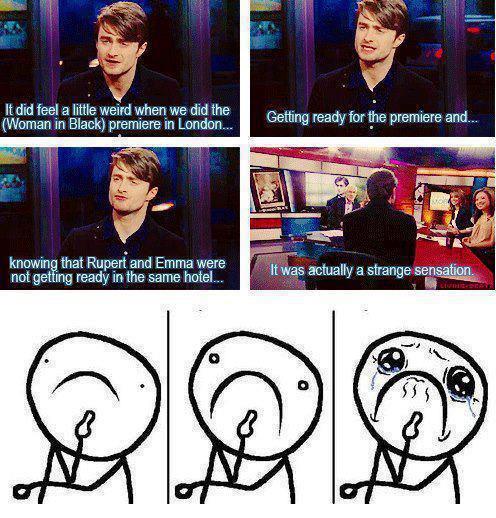 It did feel a little weird when we did the
(Woman in Black) premiere in London...
Getting ready for the premiere and...
knowing that Rupert and Emma were
not getting ready in the same hotel...
It was actually a strange sensation.